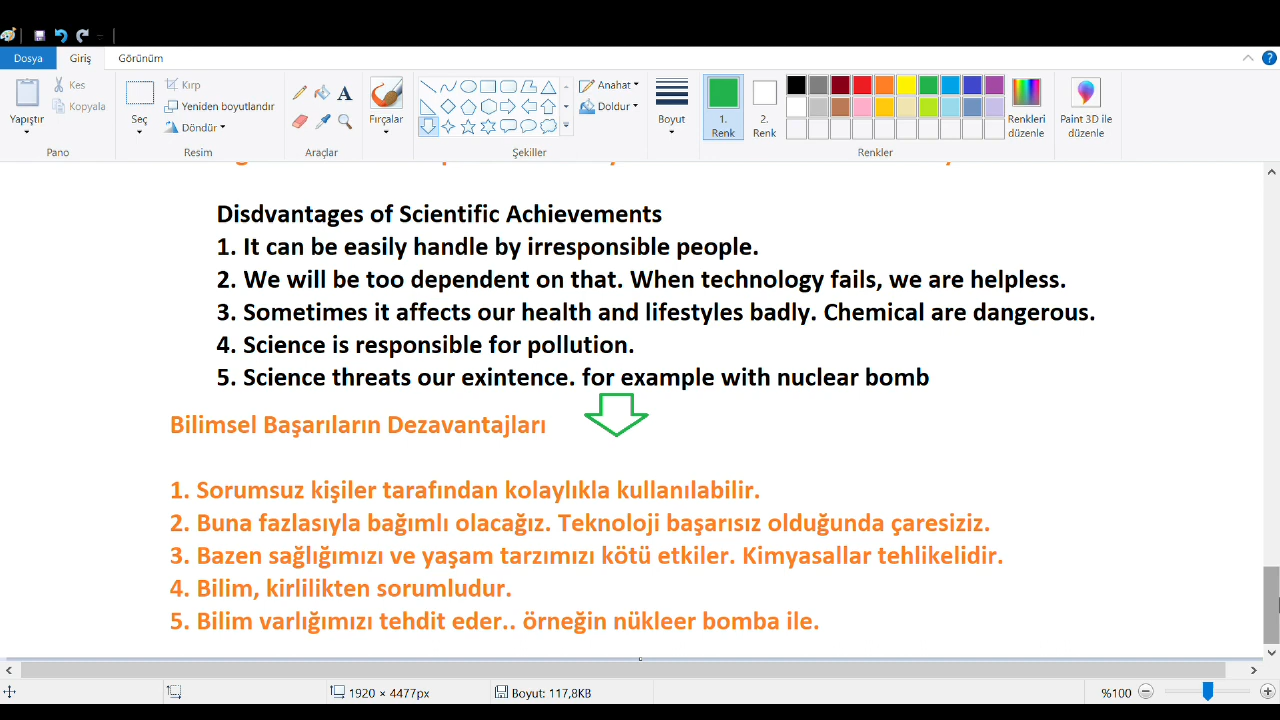 Dosya Giriş Görünüm
Yapıştır
Kes
Kopyala
Pano
Seç
Kırp
Yeniden boyutlandır
Döndür
Resim
A
Araçlar
Fırçalar
Şekiller
Anahat
Doldur
Boyut
1. Renk
2. Renk
Renkleri düzenle
Renkler
Paint 3D ile düzenle
Disdvantages of Scientific Achievements
1. It can be easily handle by irresponsible people.
2. We will be too dependent on that. When technology fails, we are helpless.
3. Sometimes it affects our health and lifestyles badly. Chemical are dangerous.
4. Science is responsible for pollution.
5. Science threats our exintence. for example with nuclear bomb
Bilimsel Başarıların Dezavantajları
1. Sorumsuz kişiler tarafından kolaylıkla kullanılabilir.
2. Buna fazlasıyla bağımlı olacağız. Teknoloji başarısız olduğunda çaresiziz.
3. Bazen sağlığımızı ve yaşam tarzımızı kötü etkiler. Kimyasallar tehlikelidir.
4. Bilim, kirlilikten sorumludur.
5. Bilim varlığımızı tehdit eder.. örneğin nükleer bomba ile.
1920 × 4477px
Boyut: 117,8KB
%100